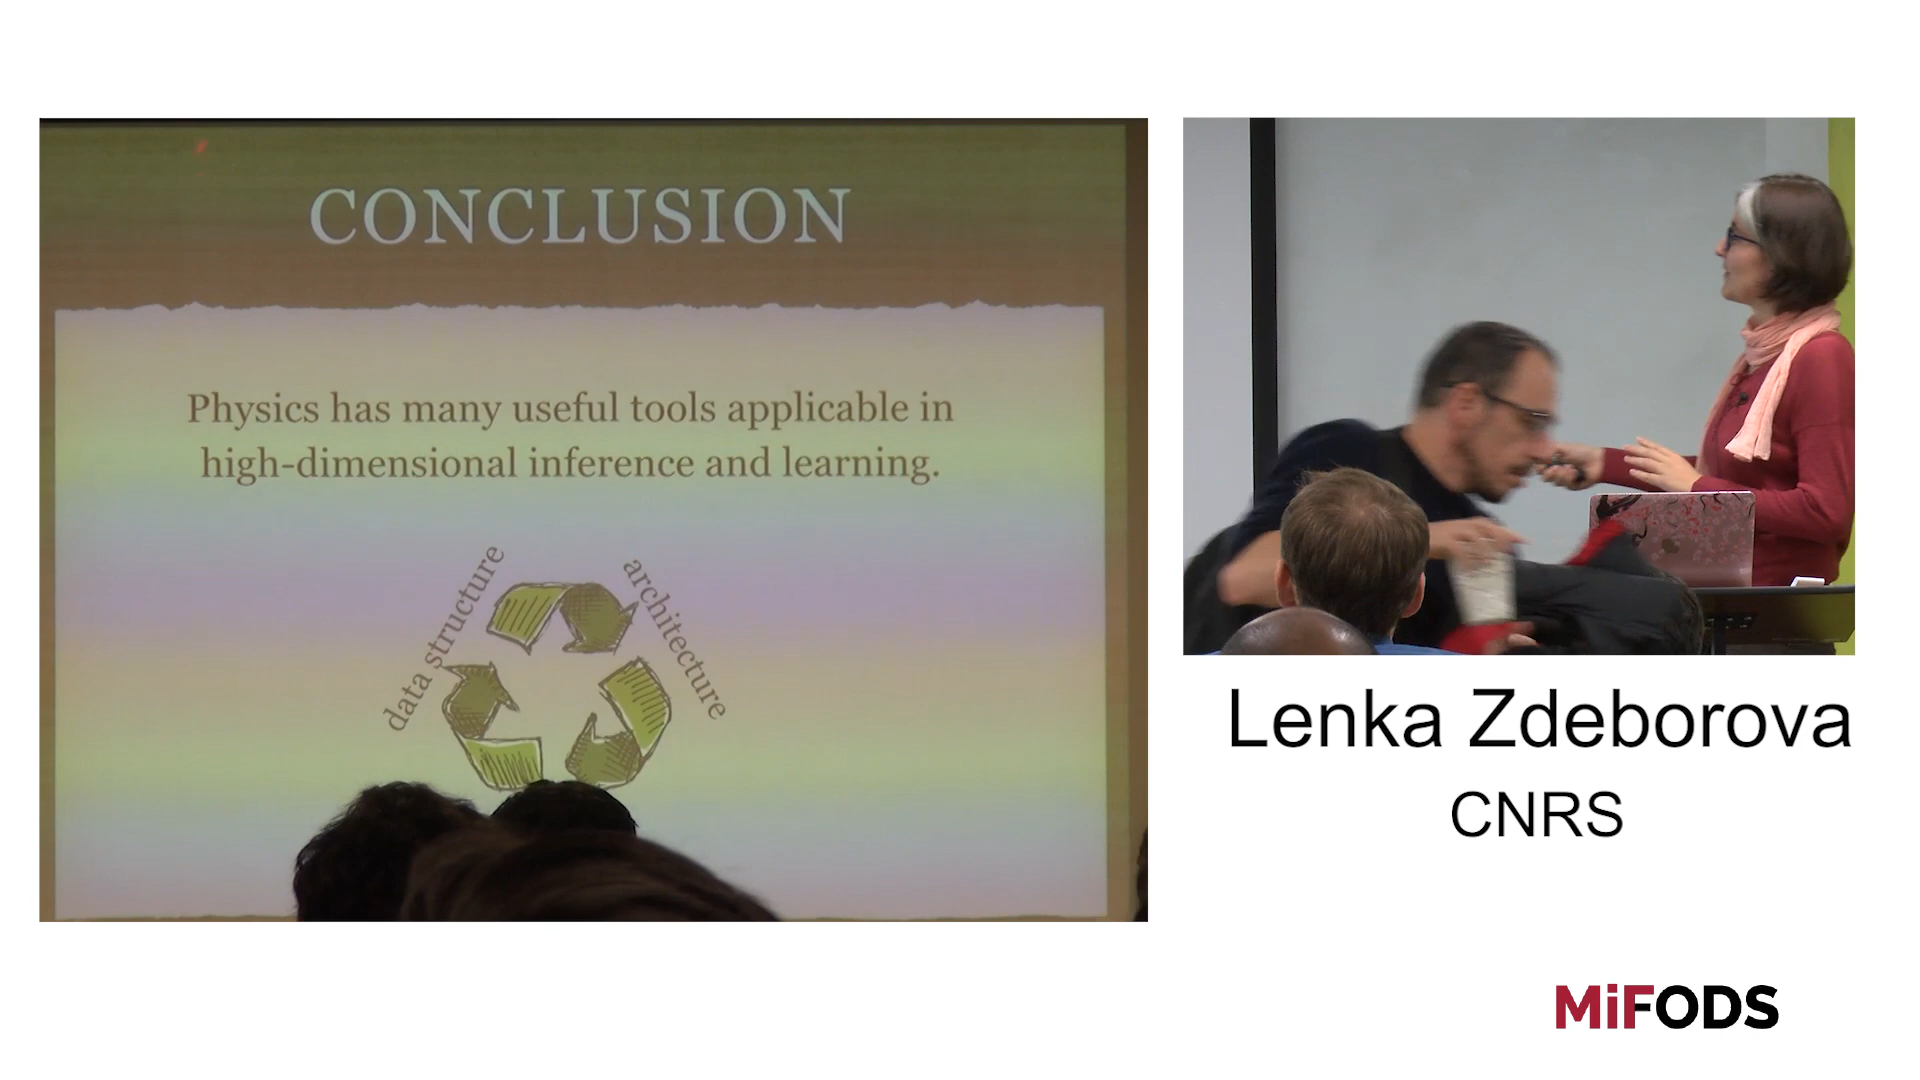 CONCLUSION
Physics has many useful tools applicable in
high-dimensional inference and learning.
data structure
architecture
Lenka Zdeborova
CNRS
MiFODS